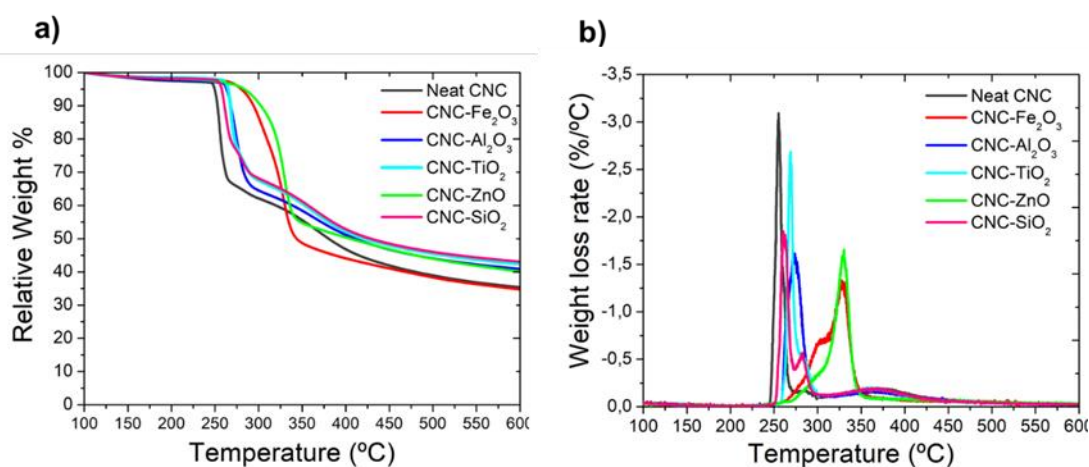 a)
100
90
80
70
60
50
40
30
20
10
0
100 150 200 250 300 350 400 450 500 550 600
Relative Weight %
Temperature (ºC)
Neat CNC
CNC-Fe₂O₃
CNC-Al₂O₃
CNC-TiO₂
CNC-ZnO
CNC-SiO₂
b)
-3,5
-3,0
-2,5
-2,0
-1,5
-1,0
-0,5
0,0
100 150 200 250 300 350 400 450 500 550 600
Weight loss rate (%/ºC)
Temperature (ºC)
Neat CNC
CNC-Fe₂O₃
CNC-Al₂O₃
CNC-TiO₂
CNC-ZnO
CNC-SiO₂